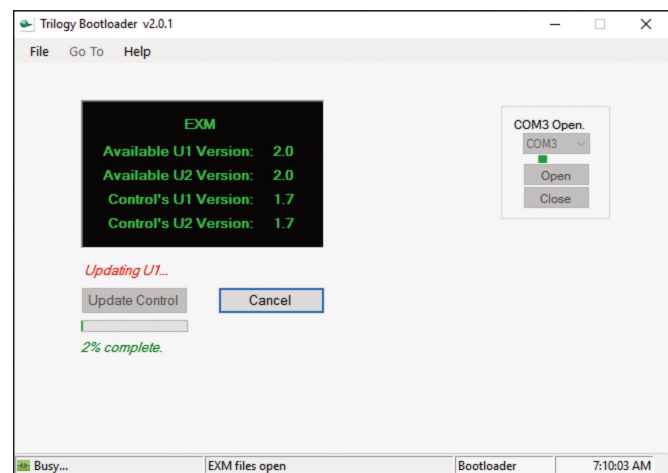 Trilogy Bootloader v2.0.1
File Go To Help
EXM
Available U1 Version: 2.0
Available U2 Version: 2.0
Control's U1 Version: 1.7
Control's U2 Version: 1.7
COM3 Open.
COM3
Open
Close
Updating U1...
Update Control Cancel
2% complete.
Busy... EXM files open Bootloader 7:10:03 AM